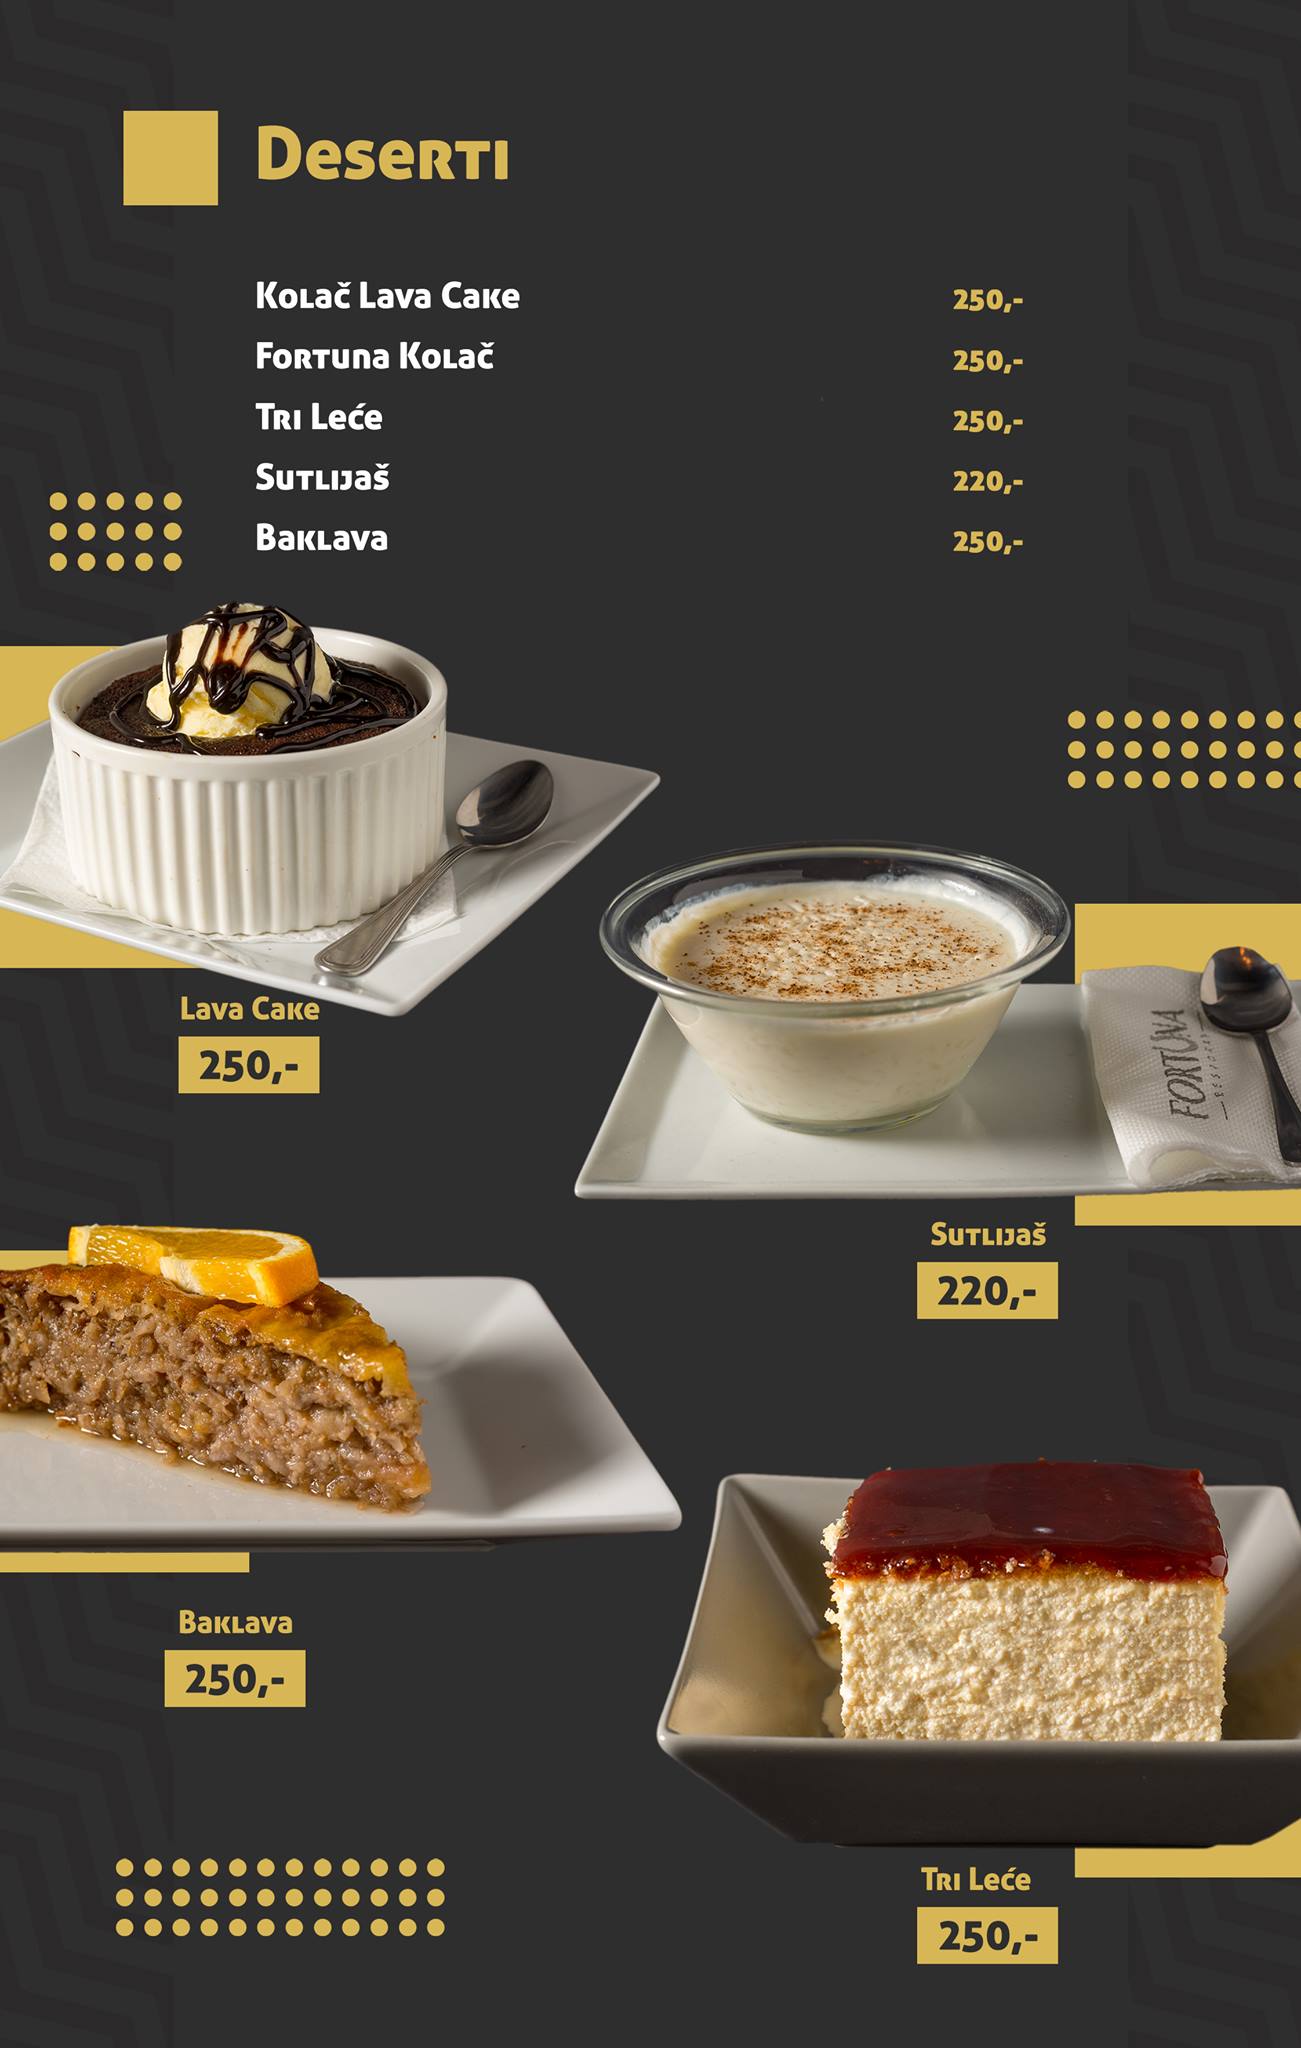 Deserti
Kolač Lava Cake 250,-
Fortuna Kolač 250,-
Tri Leće 250,-
Sutlijaš 220,-
Baklava 250,-
Lava Cake
250,-
FORTUNA
Sutlijaš
220,-
Baklava
250,-
Tri Leće
250,-